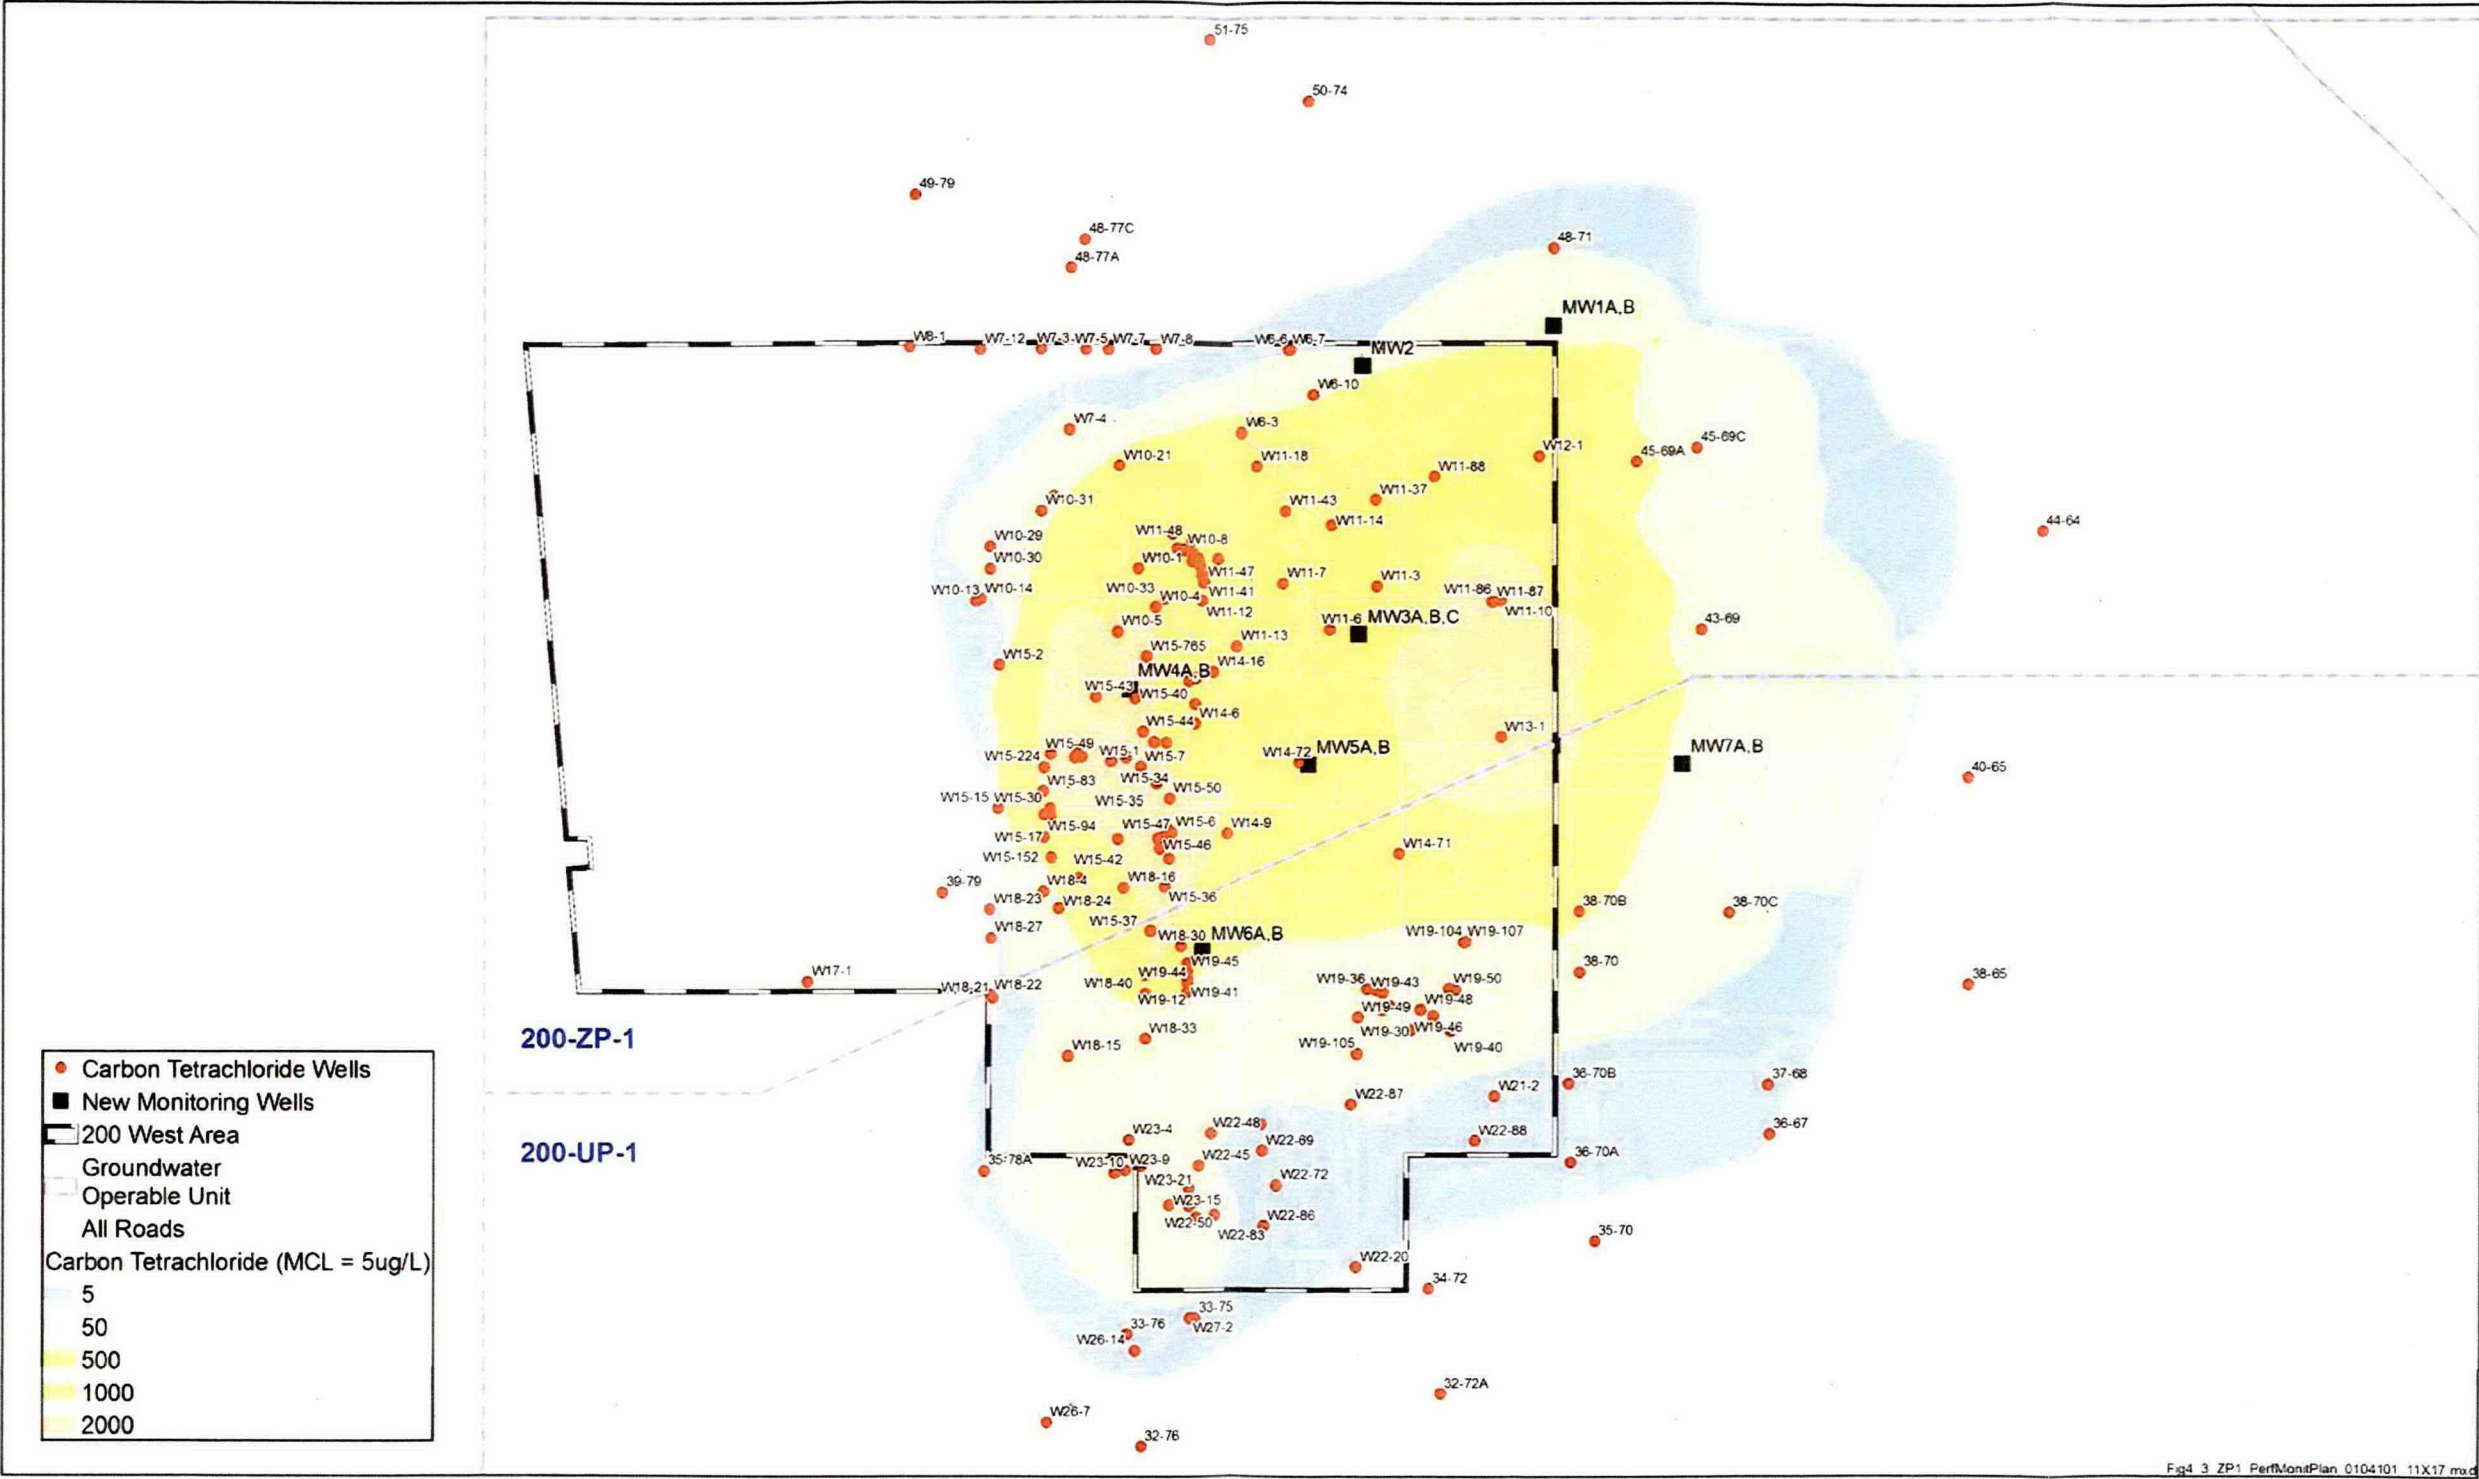 51-75
50-74
49-79
48-77C
48-77A
48-71
MW1A,B
W8-1
W7-12
W7-3
W7-5
W7-7
W7-8
W6-6
W6-7
MW2
W6-10
W7-4
W6-3
W10-21
W11-18
W12-1
45-69A
45-69C
W11-88
W11-37
W10-31
W11-43
W11-14
44-64
W10-29
W11-48
W10-8
W10-30
W10-1
W11-47
W11-7
W11-3
W10-13
W10-14
W10-33
W10-4
W11-41
W11-12
W11-86
W11-87
W11-10
W10-5
W11-6
MW3A,B,C
43-69
W11-13
W15-765
W15-2
W14-16
MW4A,B
W15-43
W15-40
W14-6
W15-44
W13-1
W15-49
W15-224
W15-1
W15-7
W14-72
MW5A,B
MW7A,B
W15-83
W15-34
40-65
W15-50
W15-15
W15-30
W15-35
W15-94
W15-17
W15-47
W15-6
W14-9
W15-46
W15-152
W15-42
W14-71
39-79
W18-4
W18-16
W15-36
W18-23
W18-24
38-70B
38-70C
W15-37
W18-27
W18-30
MW6A,B
W19-104
W19-107
W19-45
W17-1
W19-44
38-70
W18-21
W18-22
W18-40
W19-12
W19-41
W19-36
W19-43
W19-50
38-65
W19-48
W19-49
W19-30
W19-46
W18-33
W19-40
W18-15
W19-105
200-ZP-1
36-70B
37-68
W22-87
W21-2
W22-48
W23-4
W22-69
W22-88
36-67
200-UP-1
35-78A
W23-10
W23-9
W22-45
36-70A
W23-21
W22-72
W23-15
W22-50
W22-86
W22-83
35-70
W22-20
34-72
33-75
33-76
W27-2
W26-14
32-72A
W26-7
32-76
Carbon Tetrachloride Wells
New Monitoring Wells
200 West Area
Groundwater
Operable Unit
All Roads
Carbon Tetrachloride (MCL = 5ug/L)
5
50
500
1000
2000
Fig4_3_ZP1_PerfMonitPlan_0104101_11X17.mxd